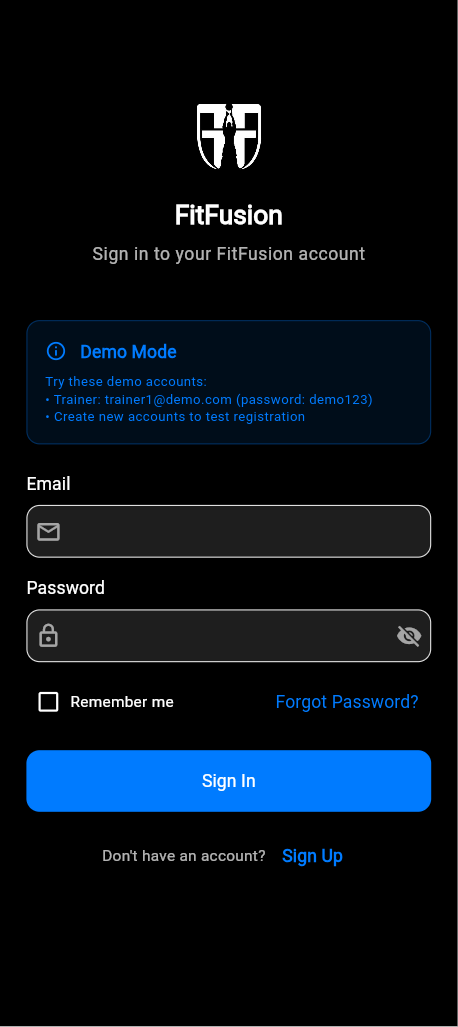 FitFusion
Sign in to your FitFusion account
Demo Mode
Try these demo accounts:
• Trainer: trainer1@demo.com (password: demo123)
• Create new accounts to test registration
Email
Password
Remember me
Forgot Password?
Sign In
Don't have an account?
Sign Up